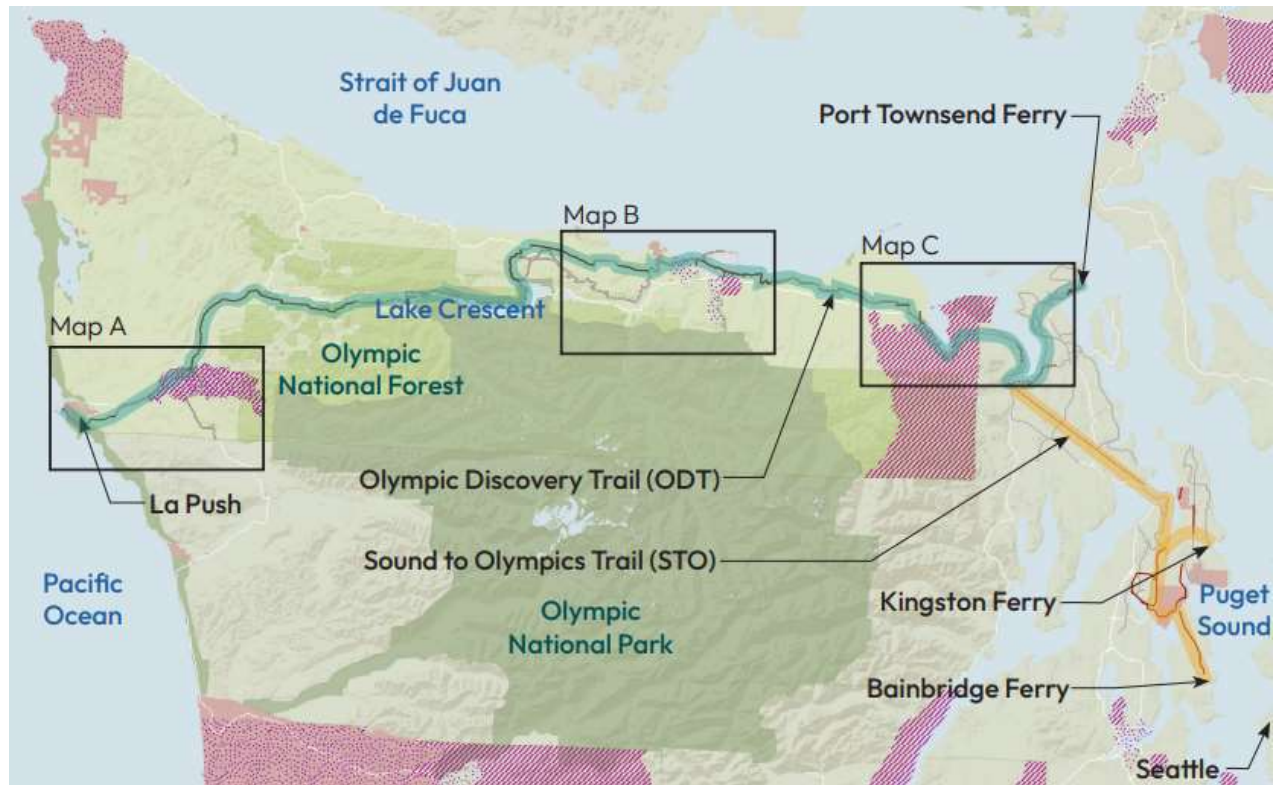 Strait of Juan
de Fuca
Port Townsend Ferry
Map B
Map C
Lake Crescent
Map A
Olympic
National Forest
Olympic Discovery Trail (ODT)
La Push
Sound to Olympics Trail (STO)
Pacific
Ocean
Kingston Ferry
Puget
Sound
Olympic
National Park
Bainbridge Ferry
Seattle